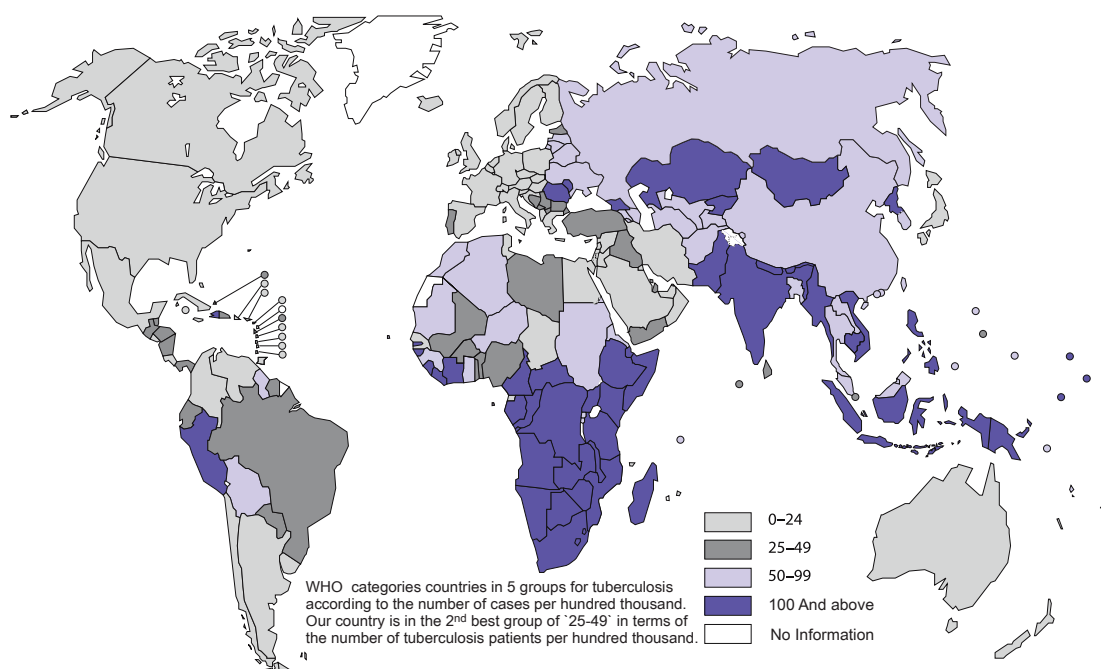 0–24
25–49
50–99
100 And above
No Information
WHO categories countries in 5 groups for tuberculosis
according to the number of cases per hundred thousand.
Our country is in the 2nd best group of `25-49` in terms of
the number of tuberculosis patients per hundred thousand.